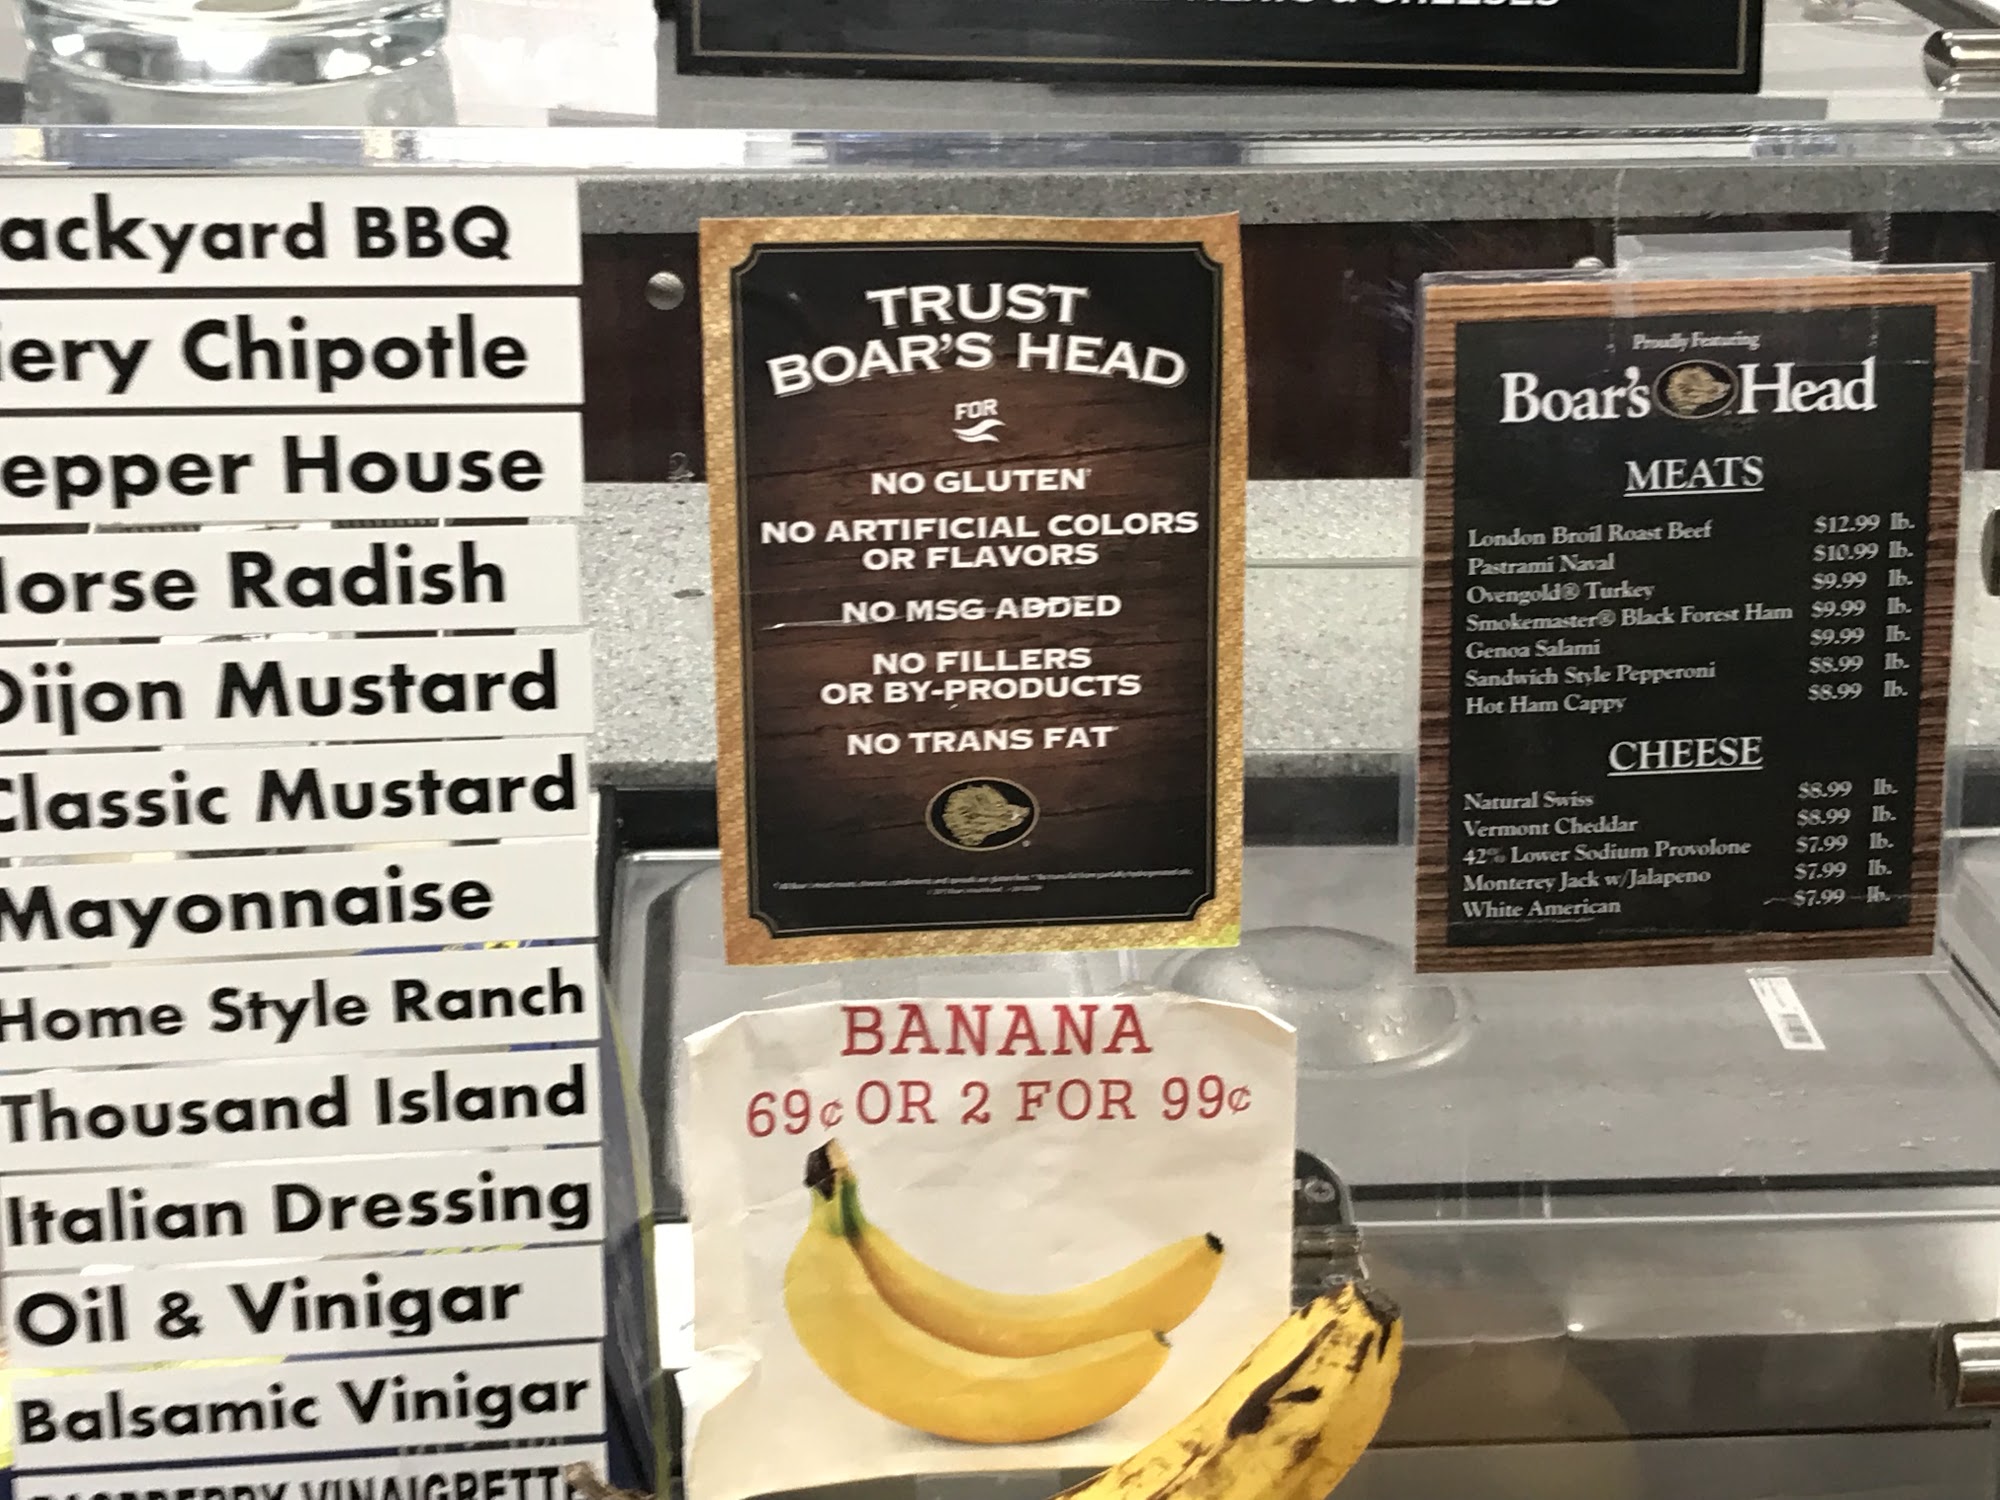 & CHEESES
ackyard BBQ
iery Chipotle
epper House
orse Radish
Dijon Mustard
Classic Mustard
Mayonnaise
Home Style Ranch
Thousand Island
Italian Dressing
Oil & Vinigar
Balsamic Vinigar
VINAIGRETTE
TRUST
BOAR'S HEAD
FOR
NO GLUTEN
NO ARTIFICIAL COLORS
OR FLAVORS
NO MSG ADDED
NO FILLERS
OR BY-PRODUCTS
NO TRANS FAT
BANANA
69¢ OR 2 FOR 99¢
Proudly Featuring
Boar's Head
MEATS
London Broil Roast Beef $12.99 lb.
Pastrami Naval $10.99 lb.
Ovengold® Turkey $9.99 lb.
Smokemaster® Black Forest Ham $9.99 lb.
Genoa Salami $9.99 lb.
Sandwich Style Pepperoni $8.99 lb.
Hot Ham Cappy $8.99 lb.
CHEESE
Natural Swiss $8.99 lb.
Vermont Cheddar $8.99 lb.
42% Lower Sodium Provolone $7.99 lb.
Monterey Jack w/Jalapeno $7.99 lb.
White American $7.99 lb.